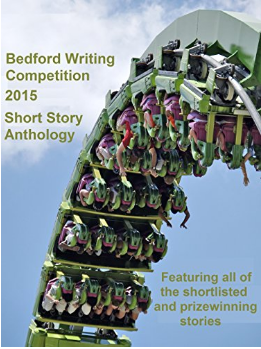 Bedford Writing
Competition
2015
Short Story
Anthology
Featuring all of
the shortlisted
and prizewinning
stories